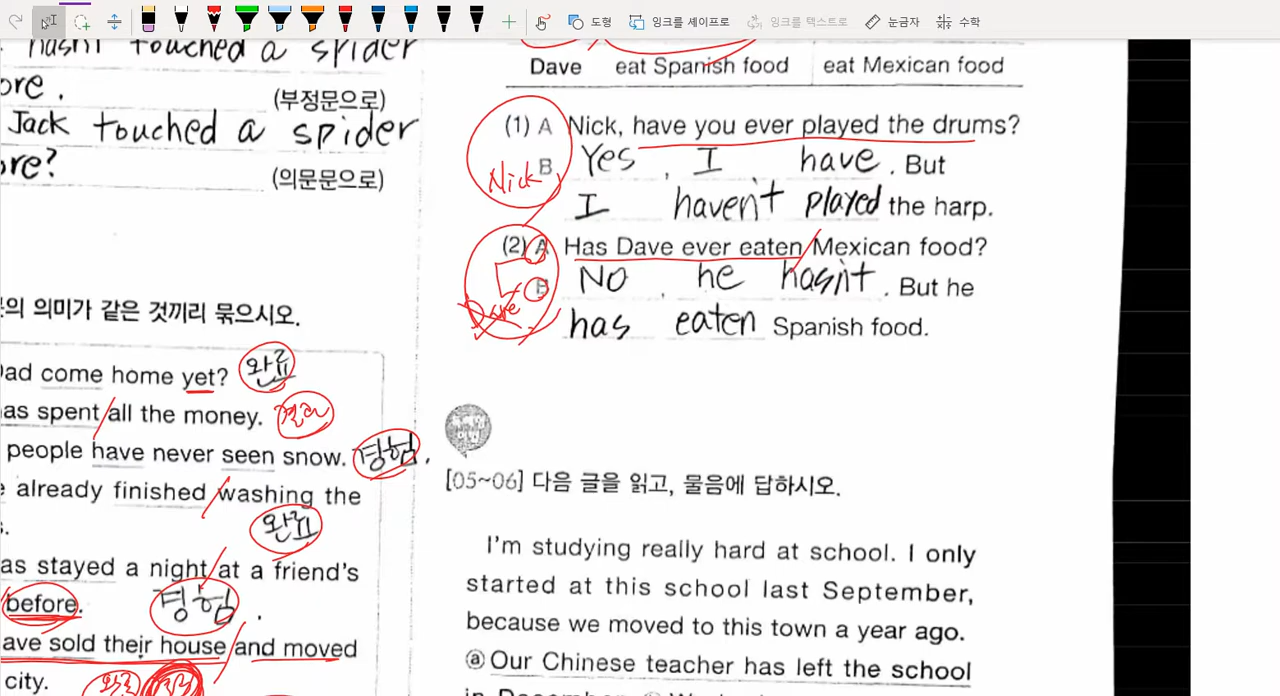 도형
잉크를 셰이프로
잉크를 텍스트로
눈금자
수학
hasn't touched a spider
ore.
(부정문으로)
Jack touched a spider
ore?
(의문문으로)
의 의미가 같은 것끼리 묶으시오.
ad come home yet? 완료
as spent all the money. 결과
people have never seen snow. 경험.
e already finished washing the
s.
완료
as stayed a night at a friend's
before. 경험.
ave sold their house and moved
city. 완료
Dave eat Spanish food eat Mexican food
(1) A Nick, have you ever played the drums?
Nick B Yes, I have. But
I haven't played the harp.
(2) A Has Dave ever eaten Mexican food?
B No, he hasn't. But he
Dave
has eaten Spanish food.
[05~06] 다음 글을 읽고, 물음에 답하시오.
I'm studying really hard at school. I only
started at this school last September,
because we moved to this town a year ago.
ⓐ Our Chinese teacher has left the school